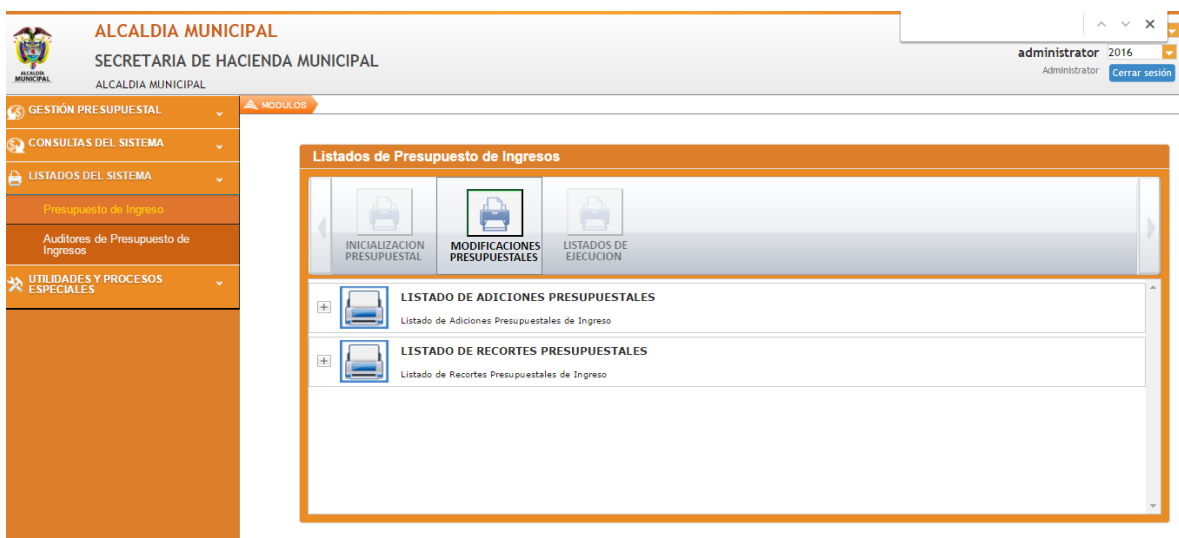 ALCALDIA MUNICIPAL
SECRETARIA DE HACIENDA MUNICIPAL
ALCALDIA MUNICIPAL
ALCALDÍA
MUNICIPAL
administrator 2016
Administrator Cerrar sesión
GESTIÓN PRESUPUESTAL
CONSULTAS DEL SISTEMA
LISTADOS DEL SISTEMA
Presupuesto de Ingreso
Auditores de Presupuesto de
Ingresos
UTILIDADES Y PROCESOS
ESPECIALES
MODULOS
Listados de Presupuesto de Ingresos
INICIALIZACION
PRESUPUESTAL
MODIFICACIONES
PRESUPUESTALES
LISTADOS DE
EJECUCION
LISTADO DE ADICIONES PRESUPUESTALES
Listado de Adiciones Presupuestales de Ingreso
LISTADO DE RECORTES PRESUPUESTALES
Listado de Recortes Presupuestales de Ingreso